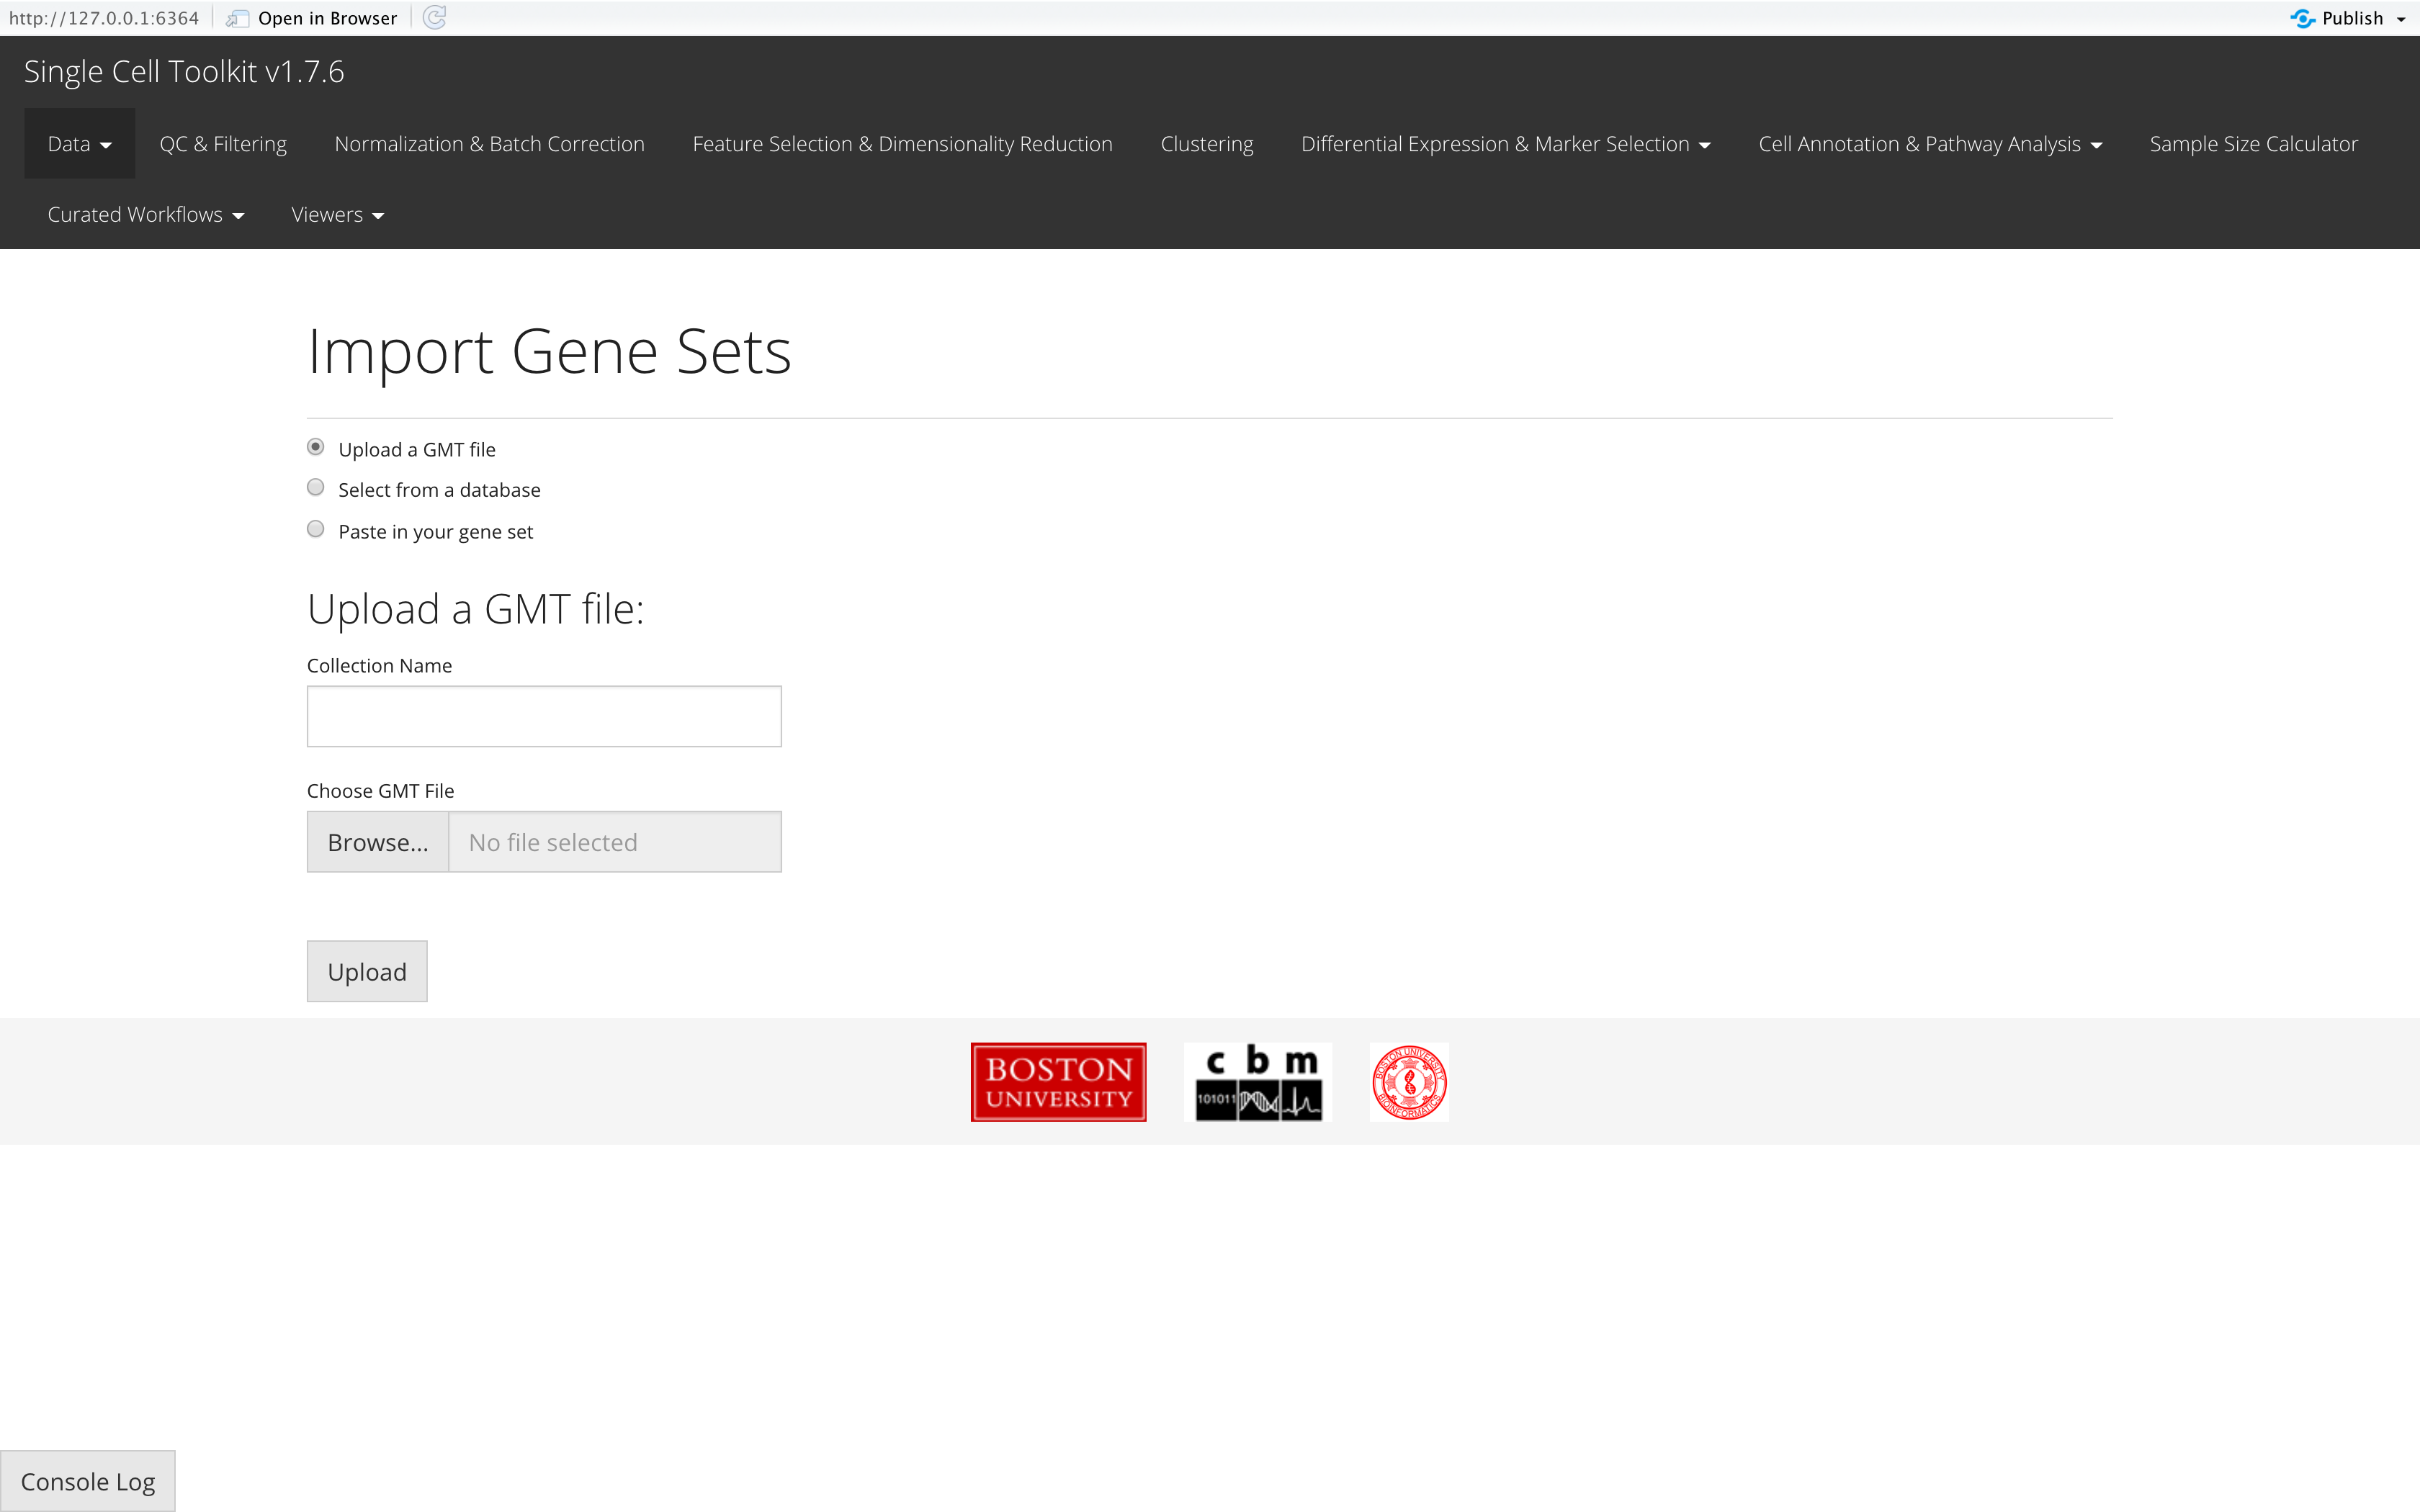 http://127.0.0.1:6364 Open in Browser Publish
Single Cell Toolkit v1.7.6
Data QC & Filtering Normalization & Batch Correction Feature Selection & Dimensionality Reduction Clustering Differential Expression & Marker Selection Cell Annotation & Pathway Analysis Sample Size Calculator
Curated Workflows Viewers
Import Gene Sets
Upload a GMT file
Select from a database
Paste in your gene set
Upload a GMT file:
Collection Name
Choose GMT File
Browse... No file selected
Upload
BOSTON
UNIVERSITY
c b m
101011
BOSTON UNIVERSITY
BIOINFORMATICS
Console Log